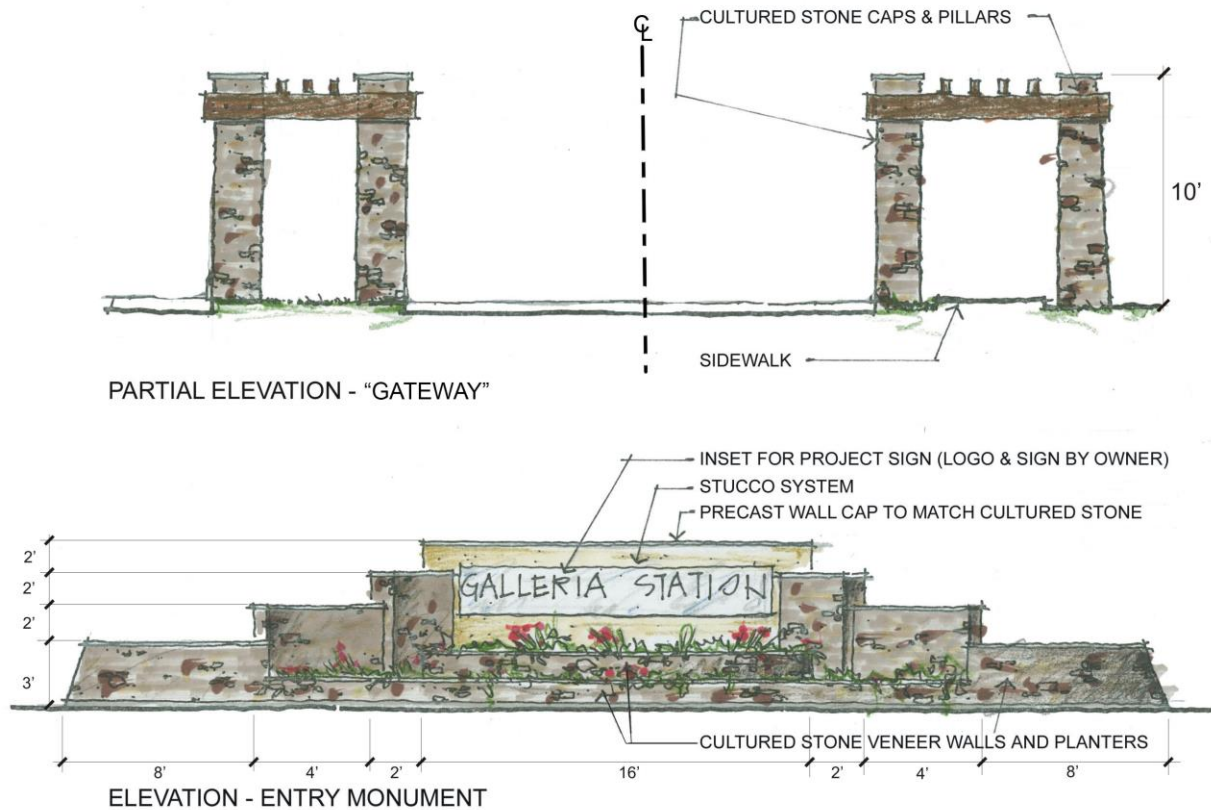 ℄
CULTURED STONE CAPS & PILLARS
10’
SIDEWALK
PARTIAL ELEVATION - “GATEWAY”
INSET FOR PROJECT SIGN (LOGO & SIGN BY OWNER)
STUCCO SYSTEM
PRECAST WALL CAP TO MATCH CULTURED STONE
2’
2’
2’
3’
GALLERIA STATION
CULTURED STONE VENEER WALLS AND PLANTERS
8’ 4’ 2’ 16’ 2’ 4’ 8’
ELEVATION - ENTRY MONUMENT